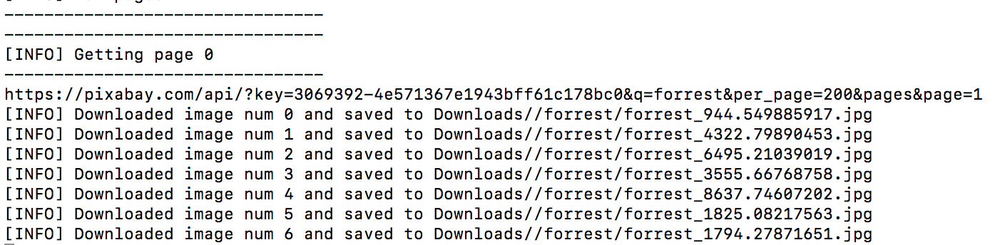 --------------------------------
--------------------------------
[INFO] Getting page 0
--------------------------------
https://pixabay.com/api/?key=3069392-4e571367e1943bff61c178bc0&q=forrest&per_page=200&pages&page=1
[INFO] Downloaded image num 0 and saved to Downloads//forrest/forrest_944.549885917.jpg
[INFO] Downloaded image num 1 and saved to Downloads//forrest/forrest_4322.79890453.jpg
[INFO] Downloaded image num 2 and saved to Downloads//forrest/forrest_6495.21039019.jpg
[INFO] Downloaded image num 3 and saved to Downloads//forrest/forrest_3555.66768758.jpg
[INFO] Downloaded image num 4 and saved to Downloads//forrest/forrest_8637.74607202.jpg
[INFO] Downloaded image num 5 and saved to Downloads//forrest/forrest_1825.08217563.jpg
[INFO] Downloaded image num 6 and saved to Downloads//forrest/forrest_1794.27871651.jpg